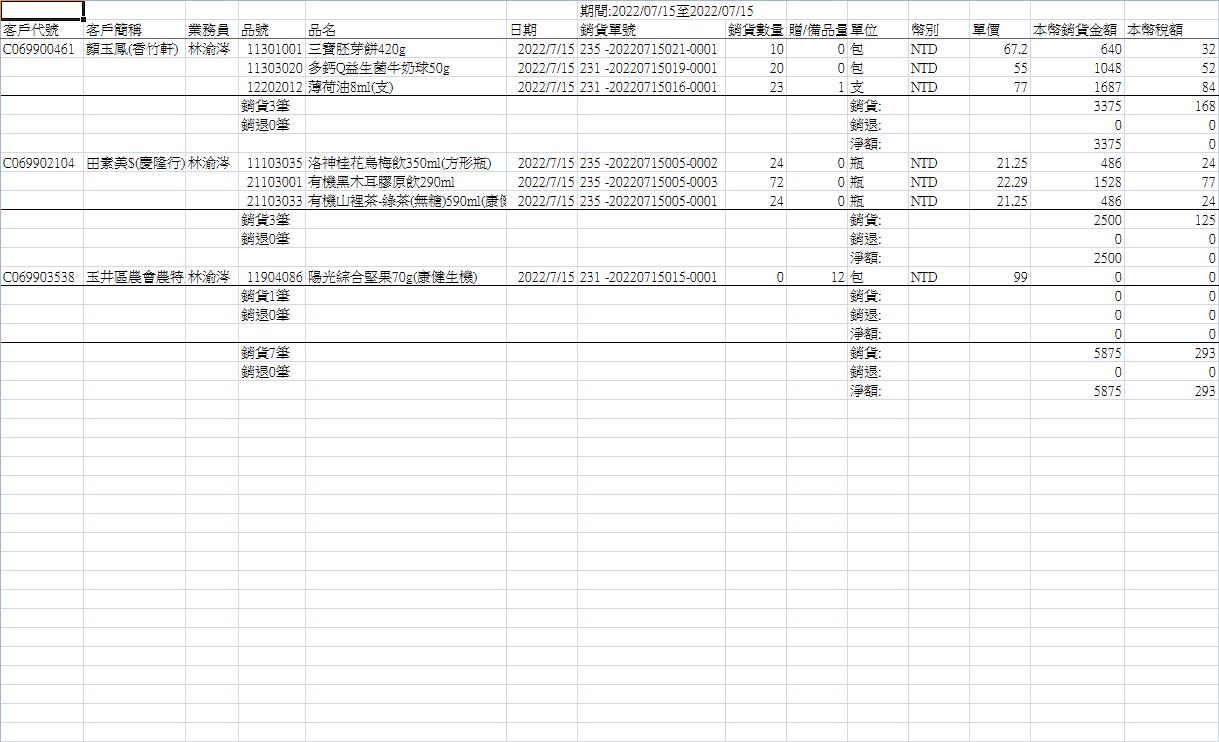 期間:2022/07/15至2022/07/15
客戶代號 客戶簡稱 業務員 品號 品名 日期 銷貨單號 銷貨數量 贈/備品量 單位 幣別 單價 本幣銷貨金額 本幣稅額
C069900461 顏玉鳳(香竹軒) 林渝涔 11301001 三寶胚芽餅420g 2022/7/15 235 -20220715021-0001 10 0 包 NTD 67.2 640 32
11303020 多鈣Q益生菌牛奶球50g 2022/7/15 231 -20220715019-0001 20 0 包 NTD 55 1048 52
12202012 薄荷油8ml(支) 2022/7/15 231 -20220715016-0001 23 1 支 NTD 77 1687 84
銷貨3筆 銷貨: 3375 168
銷退0筆 銷退: 0 0
淨額: 3375 0
C069902104 田素美$(慶隆行) 林渝涔 11103035 洛神桂花烏梅飲350ml(方形瓶) 2022/7/15 235 -20220715005-0002 24 0 瓶 NTD 21.25 486 24
21103001 有機黑木耳膠原飲290ml 2022/7/15 235 -20220715005-0003 72 0 瓶 NTD 22.29 1528 77
21103033 有機山裡茶-綠茶(無糖)590ml(康健 2022/7/15 235 -20220715005-0001 24 0 瓶 NTD 21.25 486 24
銷貨3筆 銷貨: 2500 125
銷退0筆 銷退: 0 0
淨額: 2500 0
C069903538 玉井區農會農特 林渝涔 11904086 陽光綜合堅果70g(康健生機) 2022/7/15 231 -20220715015-0001 0 12 包 NTD 99 0 0
銷貨1筆 銷貨: 0 0
銷退0筆 銷退: 0 0
淨額: 0 0
銷貨7筆 銷貨: 5875 293
銷退0筆 銷退: 0 0
淨額: 5875 293